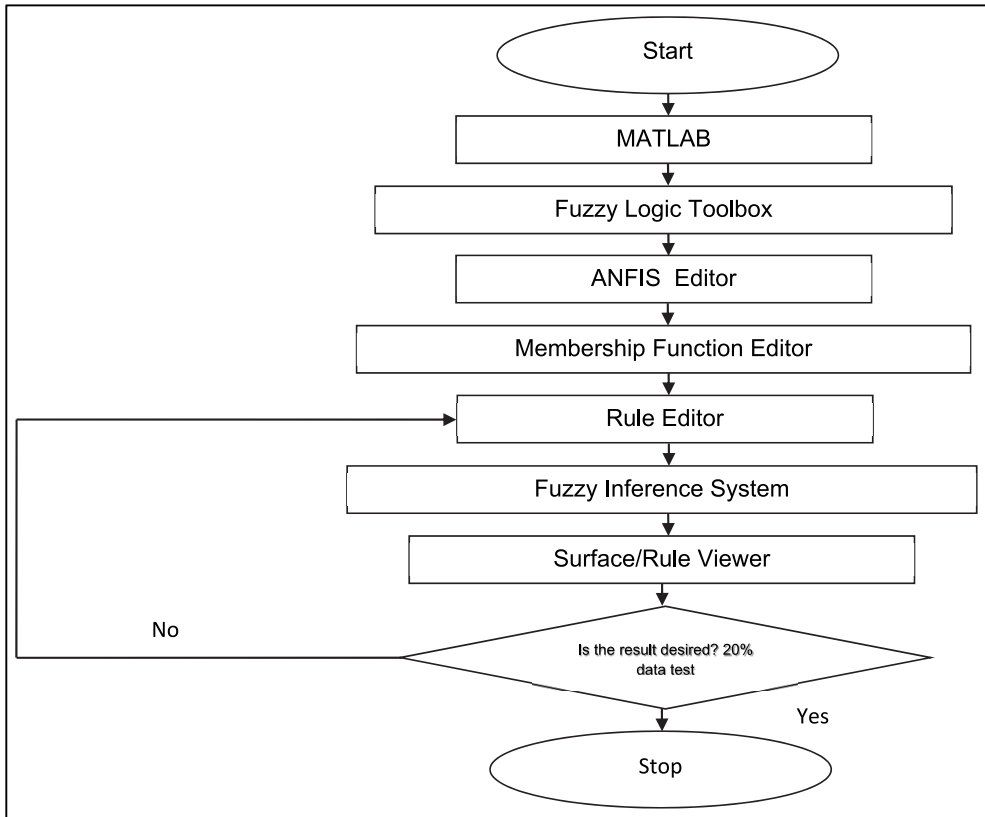 Start
MATLAB
Fuzzy Logic Toolbox
ANFIS Editor
Membership Function Editor
Rule Editor
Fuzzy Inference System
Surface/Rule Viewer
No
Is the result desired? 20%
data test
Yes
Stop